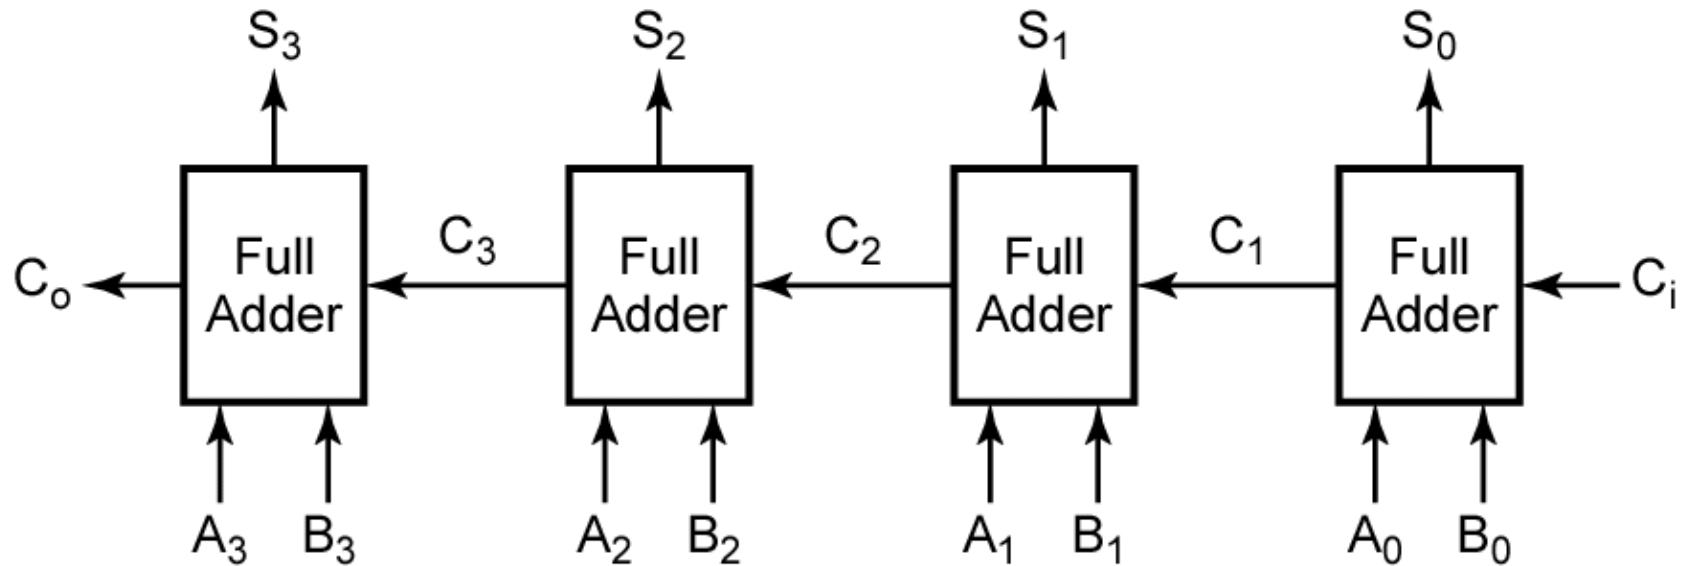 S₃ S₂ S₁ S₀
C₃ C₂ C₁
Full Full Full Full
Cₒ Cᵢ
Adder Adder Adder Adder
A₃ B₃ A₂ B₂ A₁ B₁ A₀ B₀